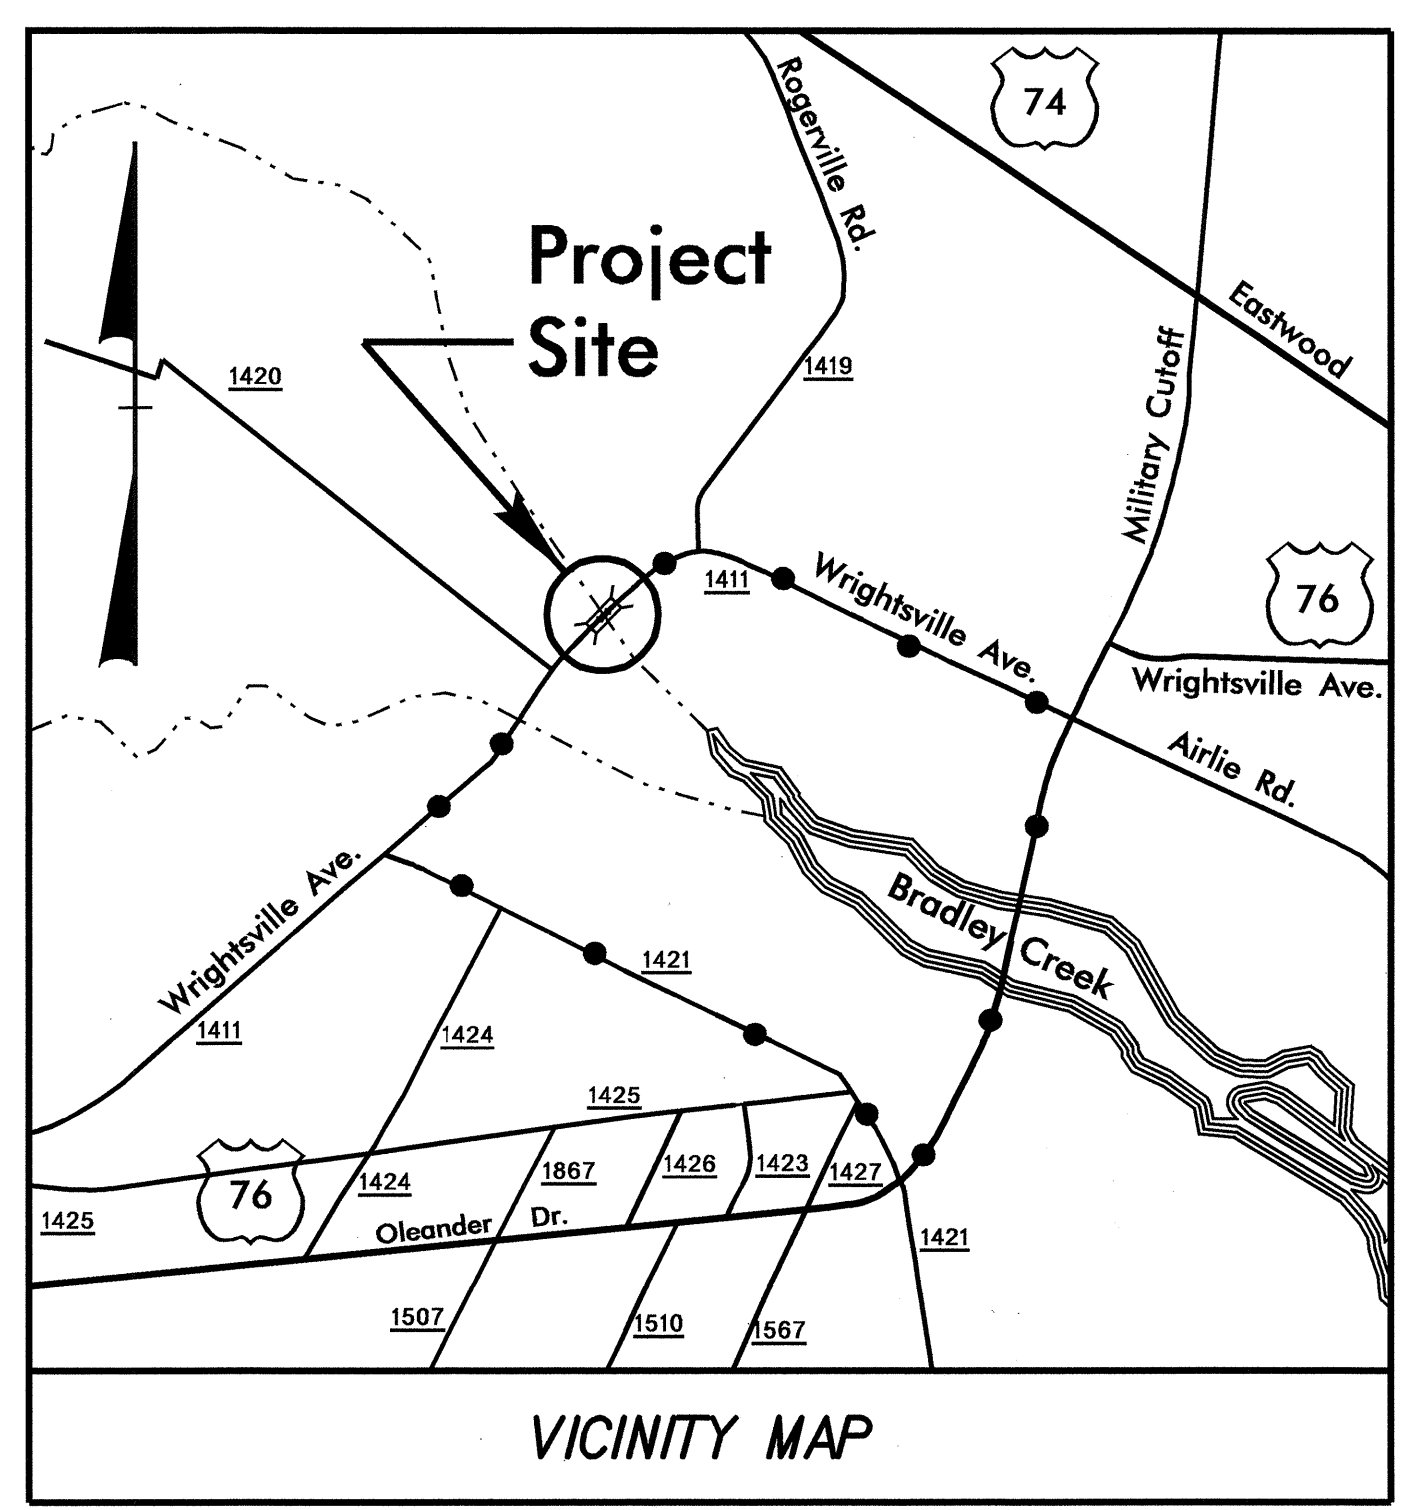 74
Rogerville Rd.
Project
Site
Eastwood
1420
1419
Military Cutoff
1411
Wrightsville Ave.
76
Wrightsville Ave.
Airlie Rd.
Wrightsville Ave.
Bradley Creek
1421
1411
1424
1425
1867
1426
1423
1427
1424
76
1425
Oleander Dr.
1421
1507
1510
1567
VICINITY MAP